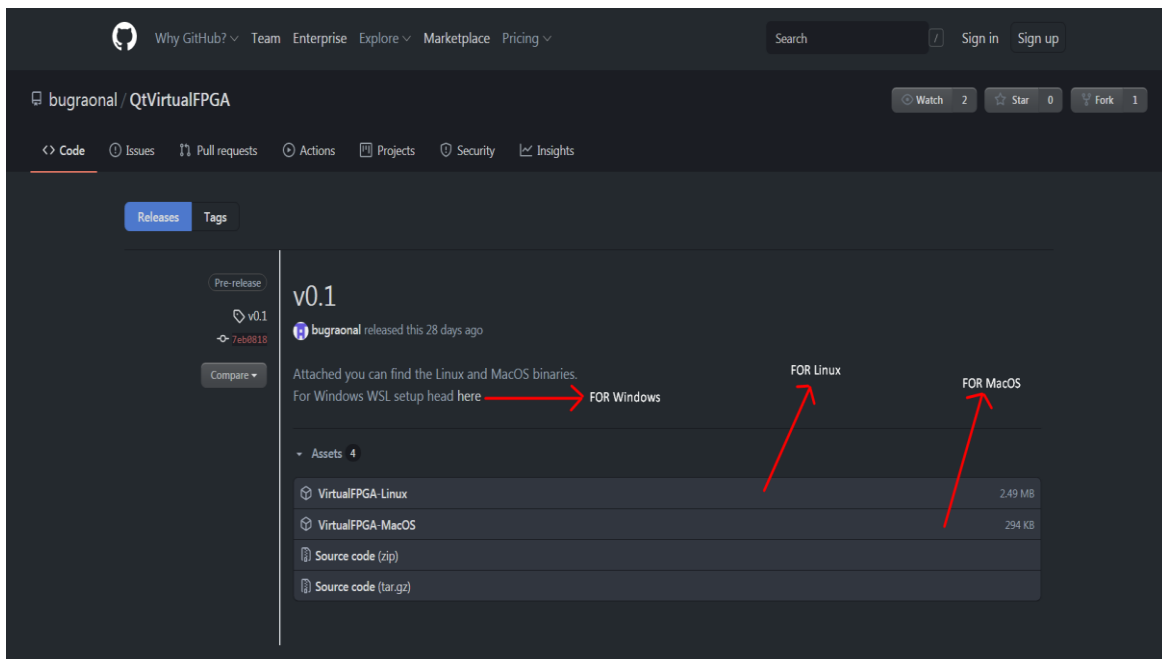 Why GitHub? Team Enterprise Explore Marketplace Pricing Search / Sign in Sign up
bugraonal / QtVirtualFPGA Watch 2 Star 0 Fork 1
<> Code Issues Pull requests Actions Projects Security Insights
Releases Tags
Pre-release
v0.1
7eb0818
Compare
v0.1
bugraonal released this 28 days ago
Attached you can find the Linux and MacOS binaries.
For Windows WSL setup head here
FOR Windows
FOR Linux
FOR MacOS
Assets 4
VirtualFPGA-Linux 2.49 MB
VirtualFPGA-MacOS 294 KB
Source code (zip)
Source code (tar.gz)